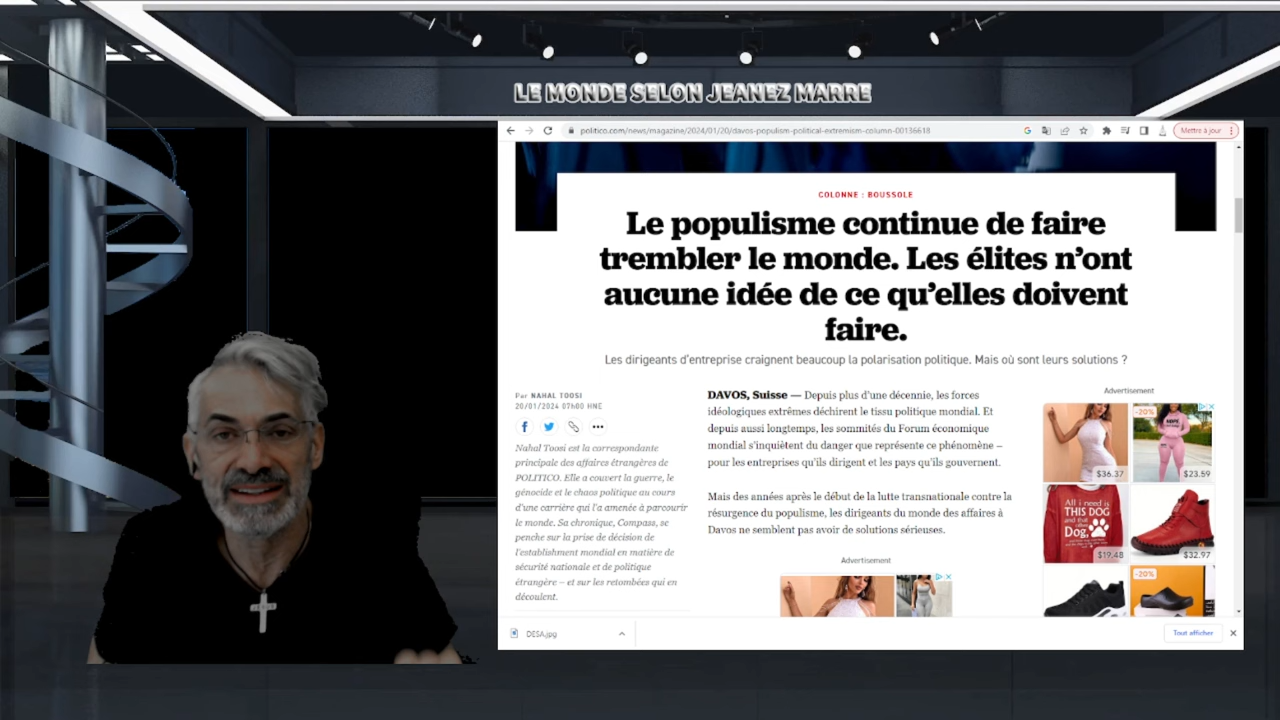 LE MONDE SELON JEANEZ MARRE
politico.com/news/magazine/2024/01/20/davos-populism-political-extremism-column-00136618
Mettre à jour
COLONNE : BOUSSOLE
Le populisme continue de faire
trembler le monde. Les élites n'ont
aucune idée de ce qu'elles doivent
faire.
Les dirigeants d'entreprise craignent beaucoup la polarisation politique. Mais où sont leurs solutions ?
Par NAHAL TOOSI
20/01/2024 07h00 HNE
Nahal Toosi est la correspondante
principale des affaires étrangères de
POLITICO. Elle a couvert la guerre, le
génocide et le chaos politique au cours
d'une carrière qui l'a amenée à parcourir
le monde. Sa chronique, Compass, se
penche sur la prise de décision de
l'establishment mondial en matière de
sécurité nationale et de politique
étrangère – et sur les retombées qui en
découlent.
DAVOS, Suisse — Depuis plus d'une décennie, les forces
idéologiques extrêmes déchirent le tissu politique mondial. Et
depuis aussi longtemps, les sommités du Forum économique
mondial s'inquiètent du danger que représente ce phénomène –
pour les entreprises qu'ils dirigent et les pays qu'ils gouvernent.
Mais des années après le début de la lutte transnationale contre la
résurgence du populisme, les dirigeants du monde des affaires à
Davos ne semblent pas avoir de solutions sérieuses.
Advertisement
Advertisement
$36.37
-20%
$23.59
All i need is
THIS DOG
and that
Dog,
$19.48
$32.97
-20%
DESA.jpg
Tout afficher